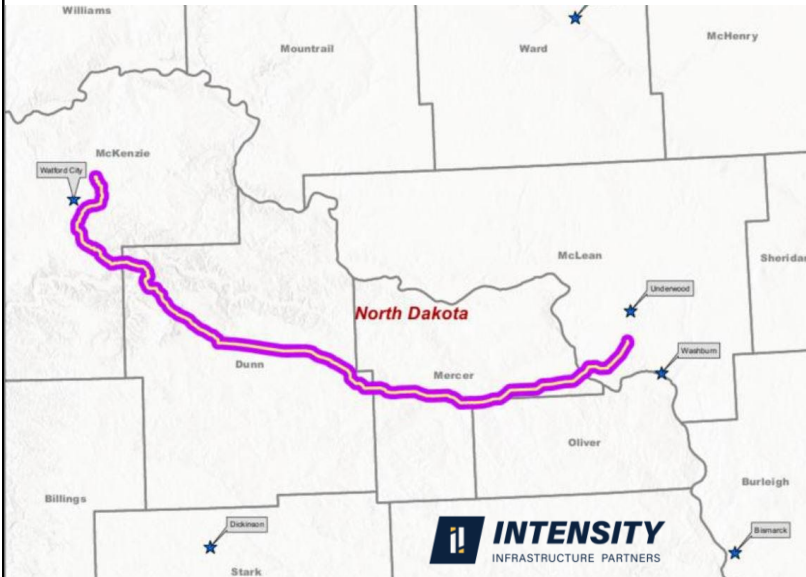 Williams
Mountrail
Ward
McHenry
McKenzie
Watford City
McLean
Sheridan
Underwood
North Dakota
Washburn
Dunn
Mercer
Oliver
Billings
Burleigh
Dickinson
INTENSITY
INFRASTRUCTURE PARTNERS
Bismarck
Stark